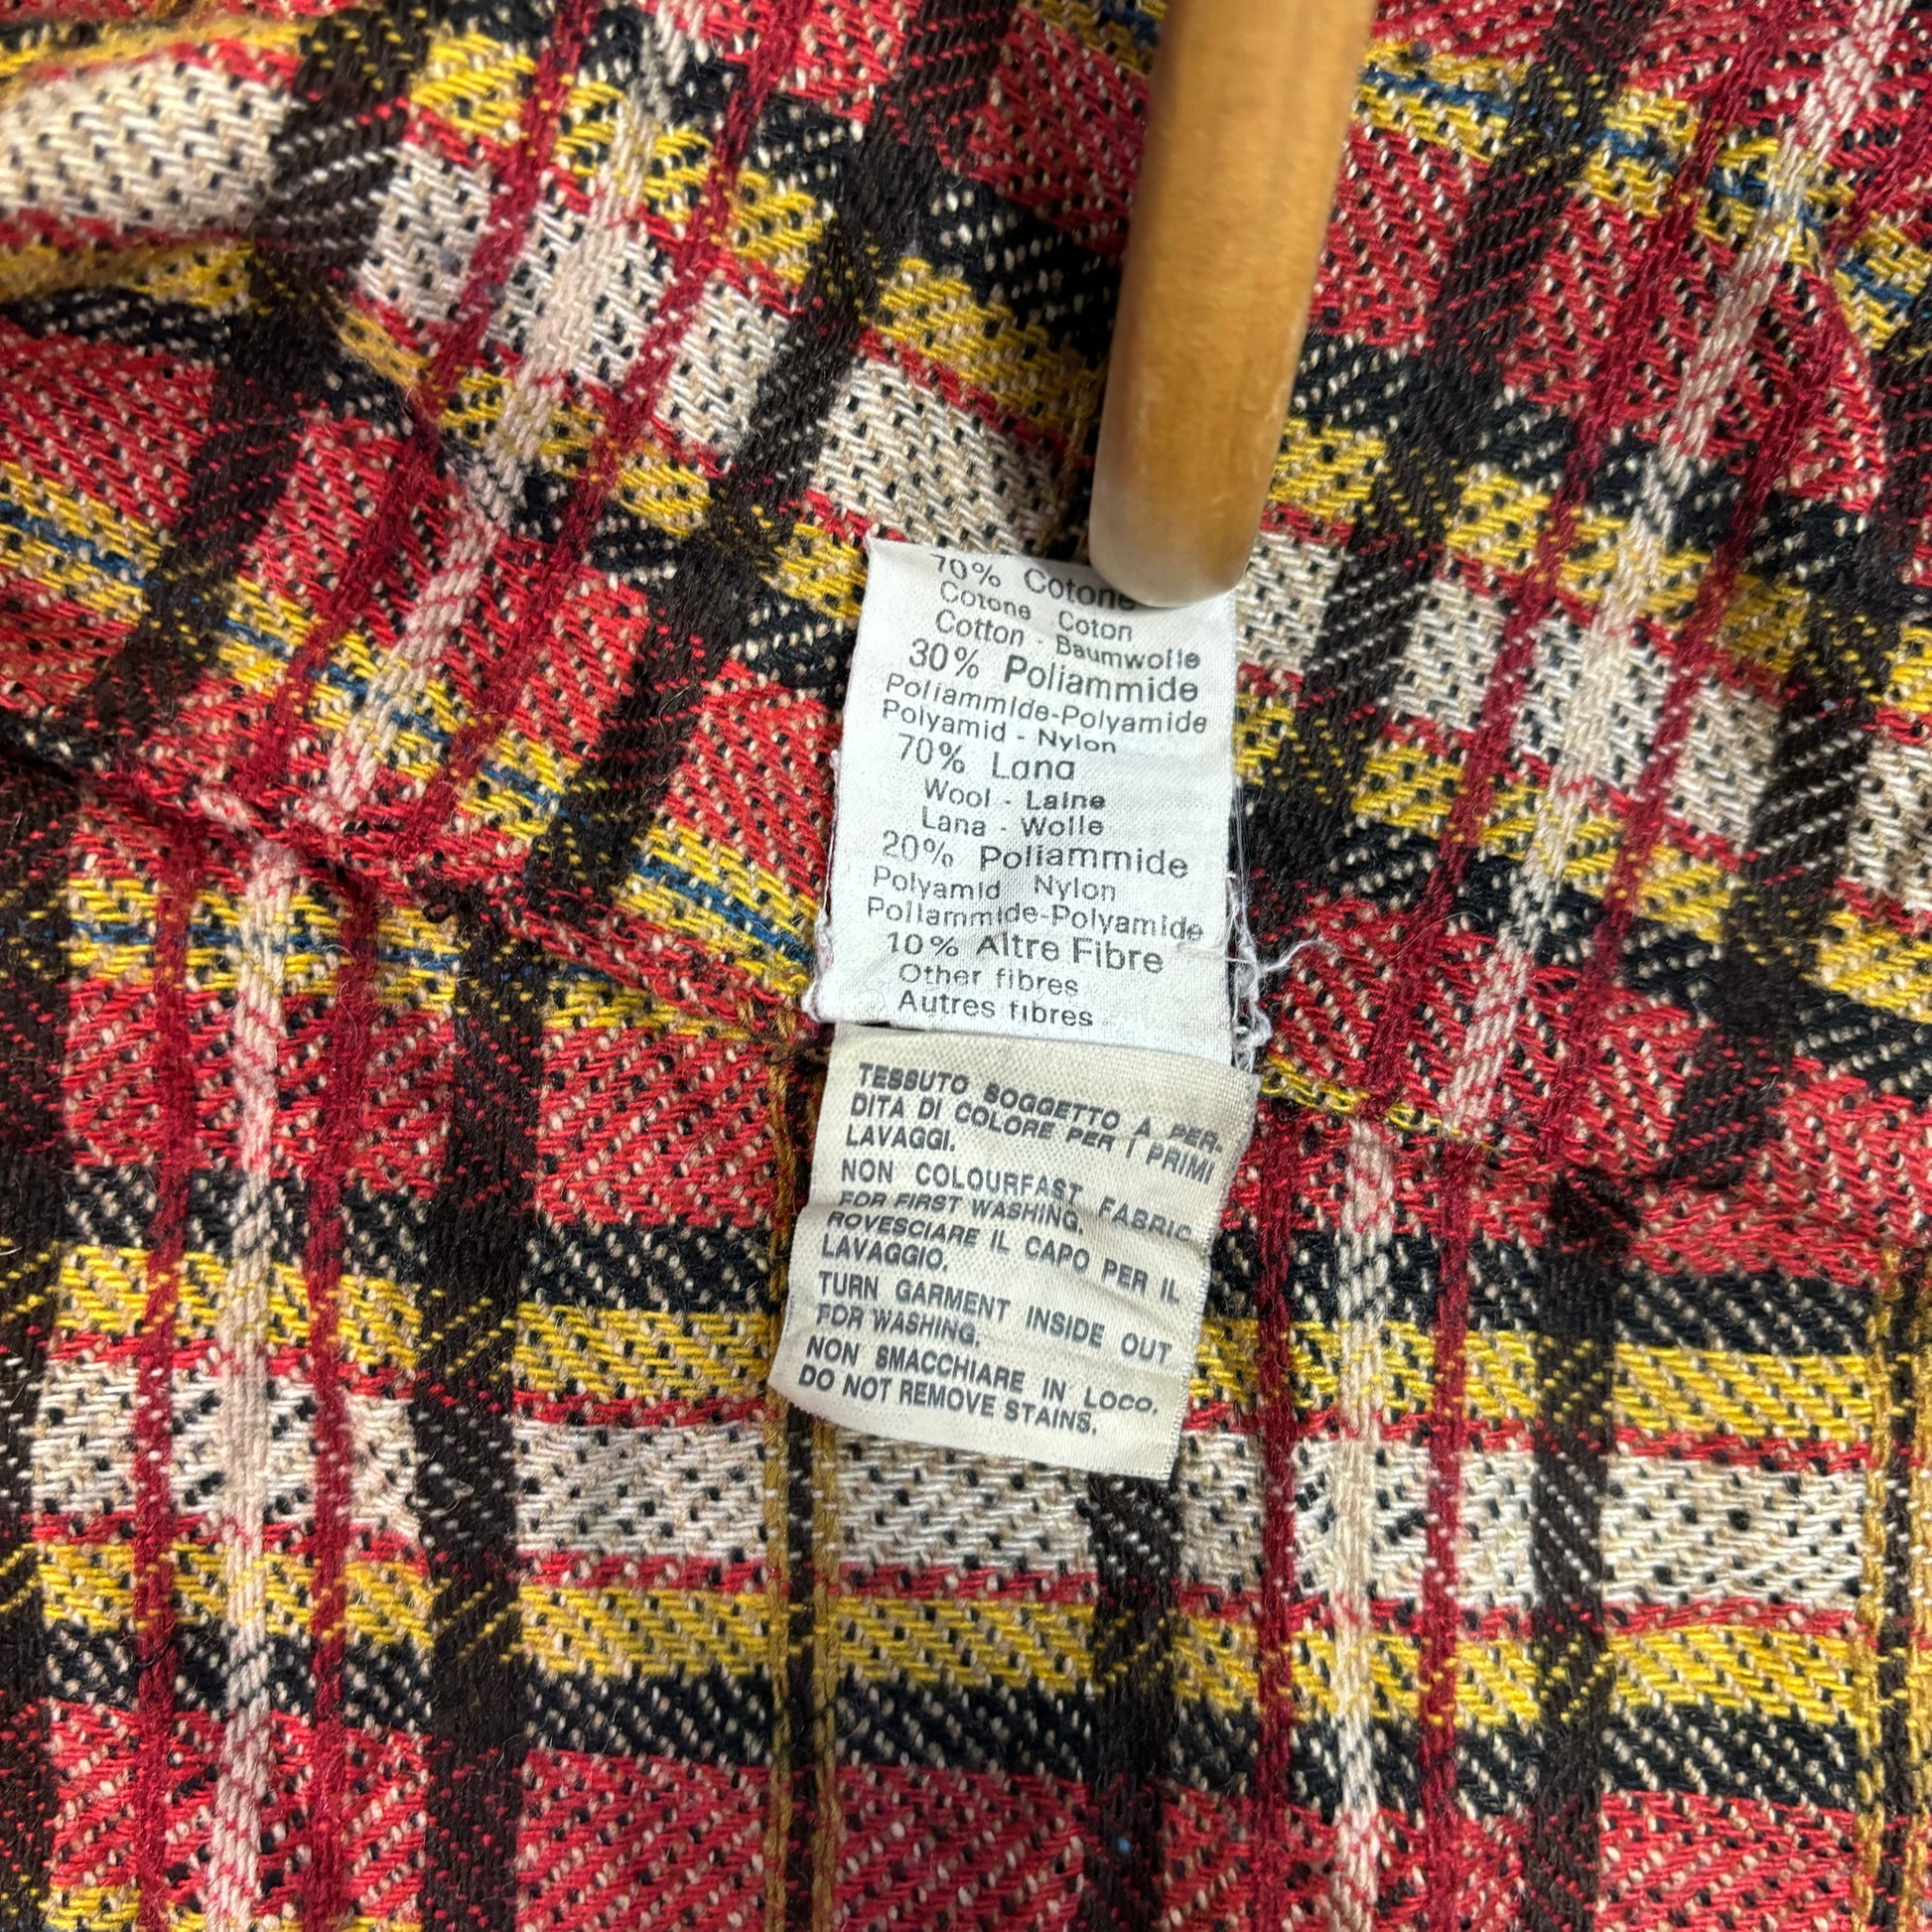 70% Cotone
Cotone Coton
Cotton - Baumwolle
30% Poliammide
Poliammide-Polyamide
Polyamid - Nylon
70% Lana
Wool - Laine
Lana - Wolle
20% Poliammide
Polyamid Nylon
Poliammide-Polyamide
10% Altre Fibre
Other fibres
Autres fibres
TESSUTO SOGGETTO A PER-
DITA DI COLORE PER I PRIMI
LAVAGGI.
NON COLOURFAST FABRIC
FOR FIRST WASHING.
ROVESCIARE IL CAPO PER IL
LAVAGGIO.
TURN GARMENT INSIDE OUT
FOR WASHING.
NON SMACCHIARE IN LOCO.
DO NOT REMOVE STAINS.